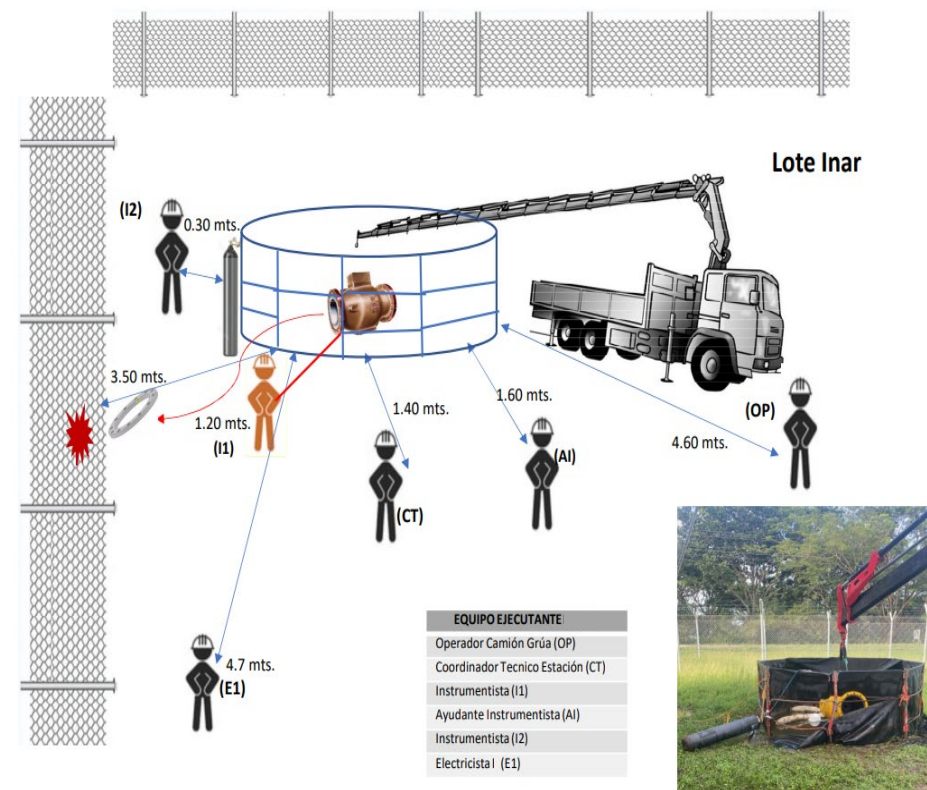 Lote Inar
(I2)
0.30 mts.
3.50 mts.
1.20 mts.
(I1)
1.40 mts.
(CT)
1.60 mts.
(AI)
(OP)
4.60 mts.
4.7 mts.
(E1)
EQUIPO EJECUTANTE
Operador Camión Grúa (OP)
Coordinador Tecnico Estación (CT)
Instrumentista (I1)
Ayudante Instrumentista (AI)
Instrumentista (I2)
Electricista I (E1)